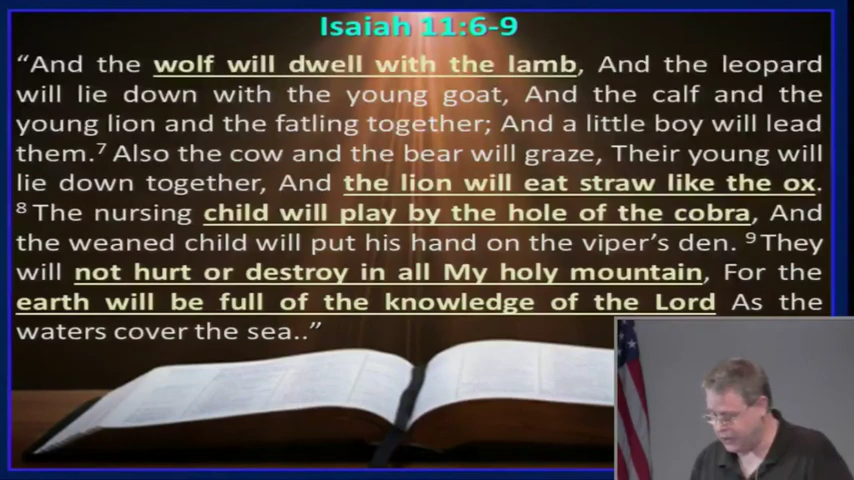 Isaiah 11:6-9
“And the wolf will dwell with the lamb, And the leopard
will lie down with the young goat, And the calf and the
young lion and the fatling together; And a little boy will lead
them.⁷ Also the cow and the bear will graze, Their young will
lie down together, And the lion will eat straw like the ox.
⁸ The nursing child will play by the hole of the cobra, And
the weaned child will put his hand on the viper’s den. ⁹ They
will not hurt or destroy in all My holy mountain, For the
earth will be full of the knowledge of the Lord As the
waters cover the sea..”